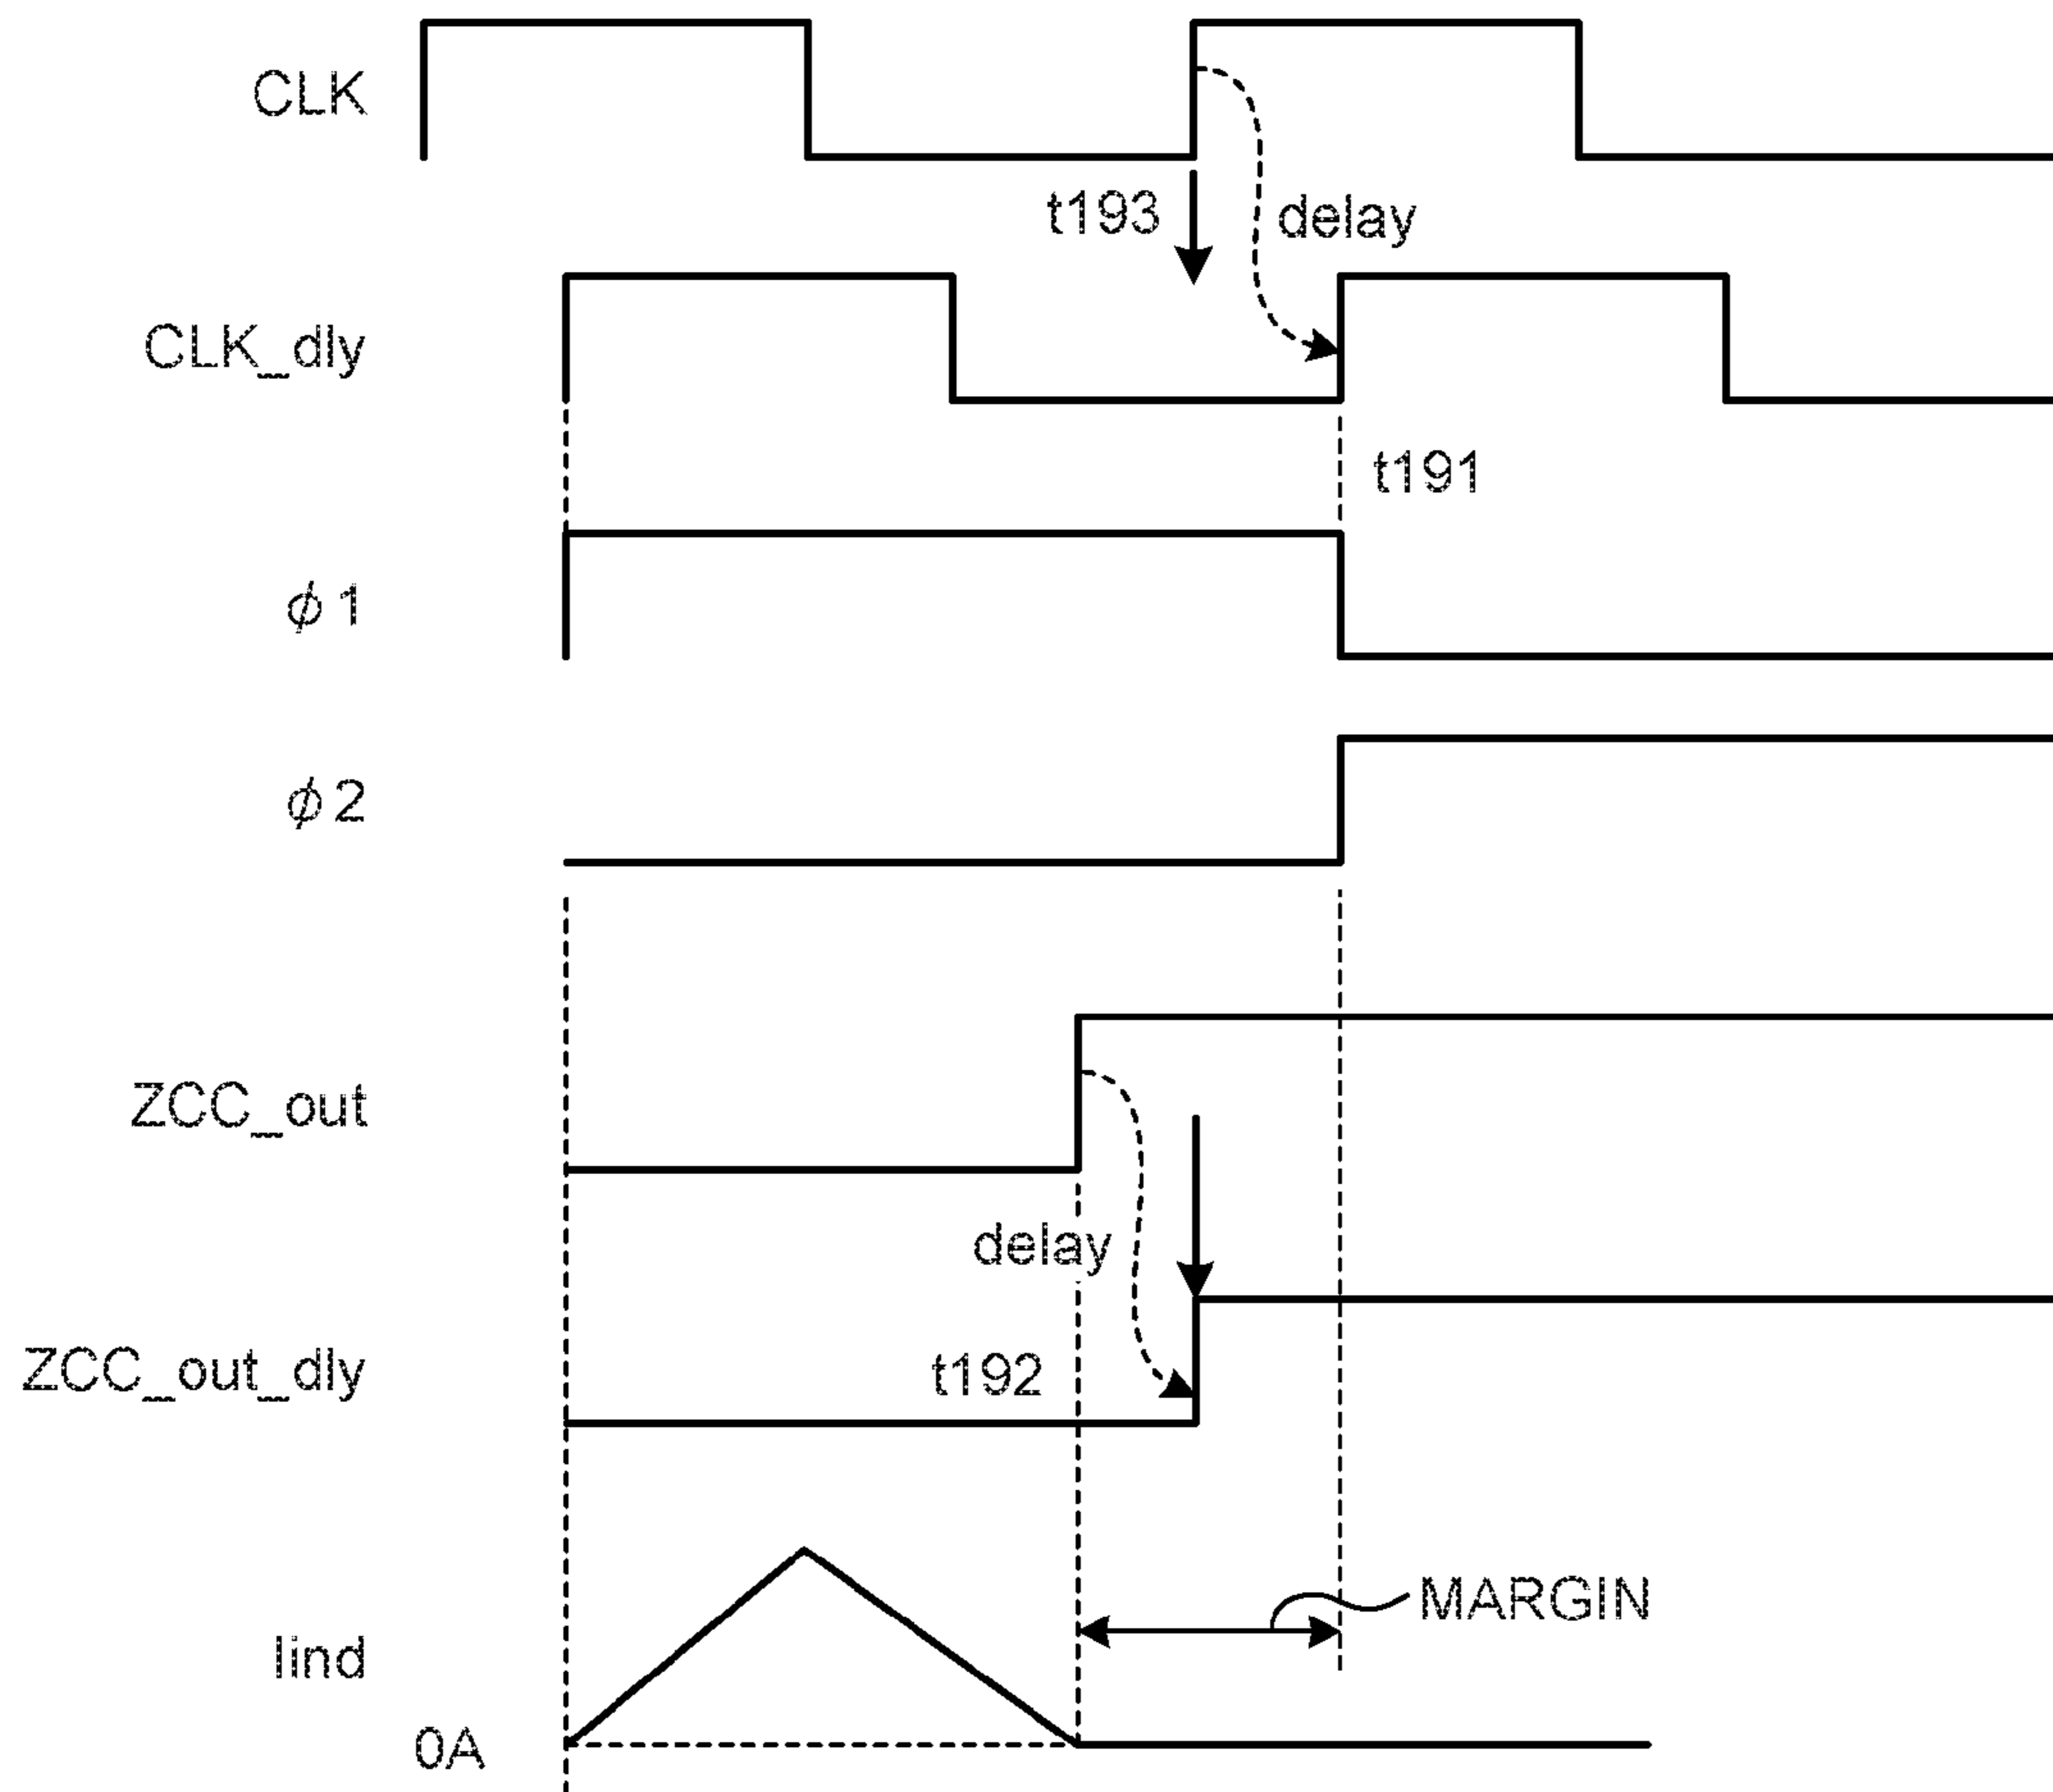 CLK
t193
delay
CLK_dly
t191
ϕ1
ϕ2
ZCC_out
delay
ZCC_out_dly
t192
MARGIN
Iind
0A